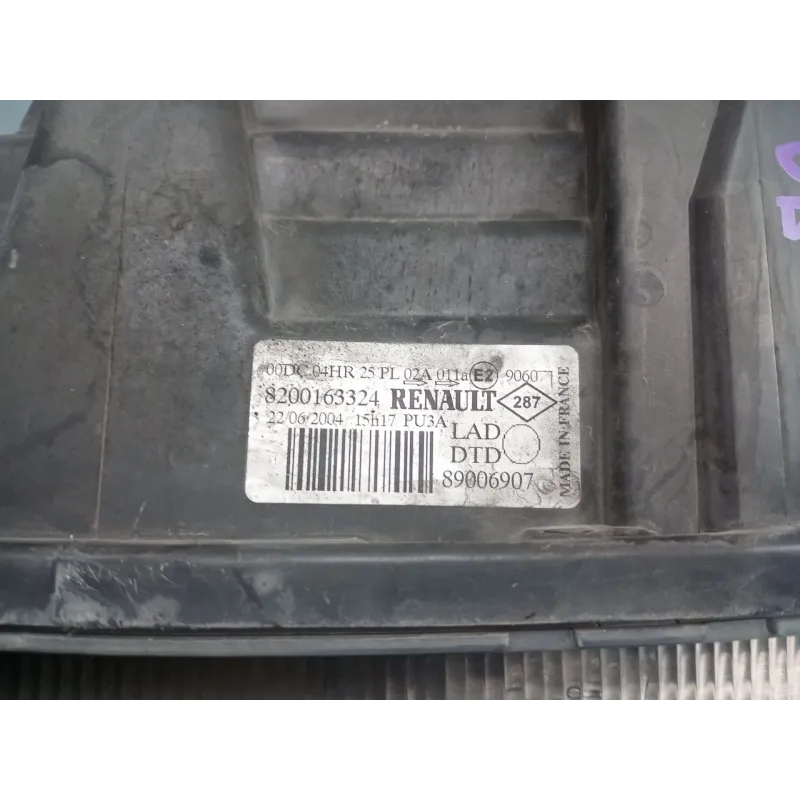 00DC 04HR 25 PL 02A 011a E2 90607
8200163324 RENAULT 287
22/06/2004 15h17 PU3A
LAD
DTD
89006907
MADE IN FRANCE